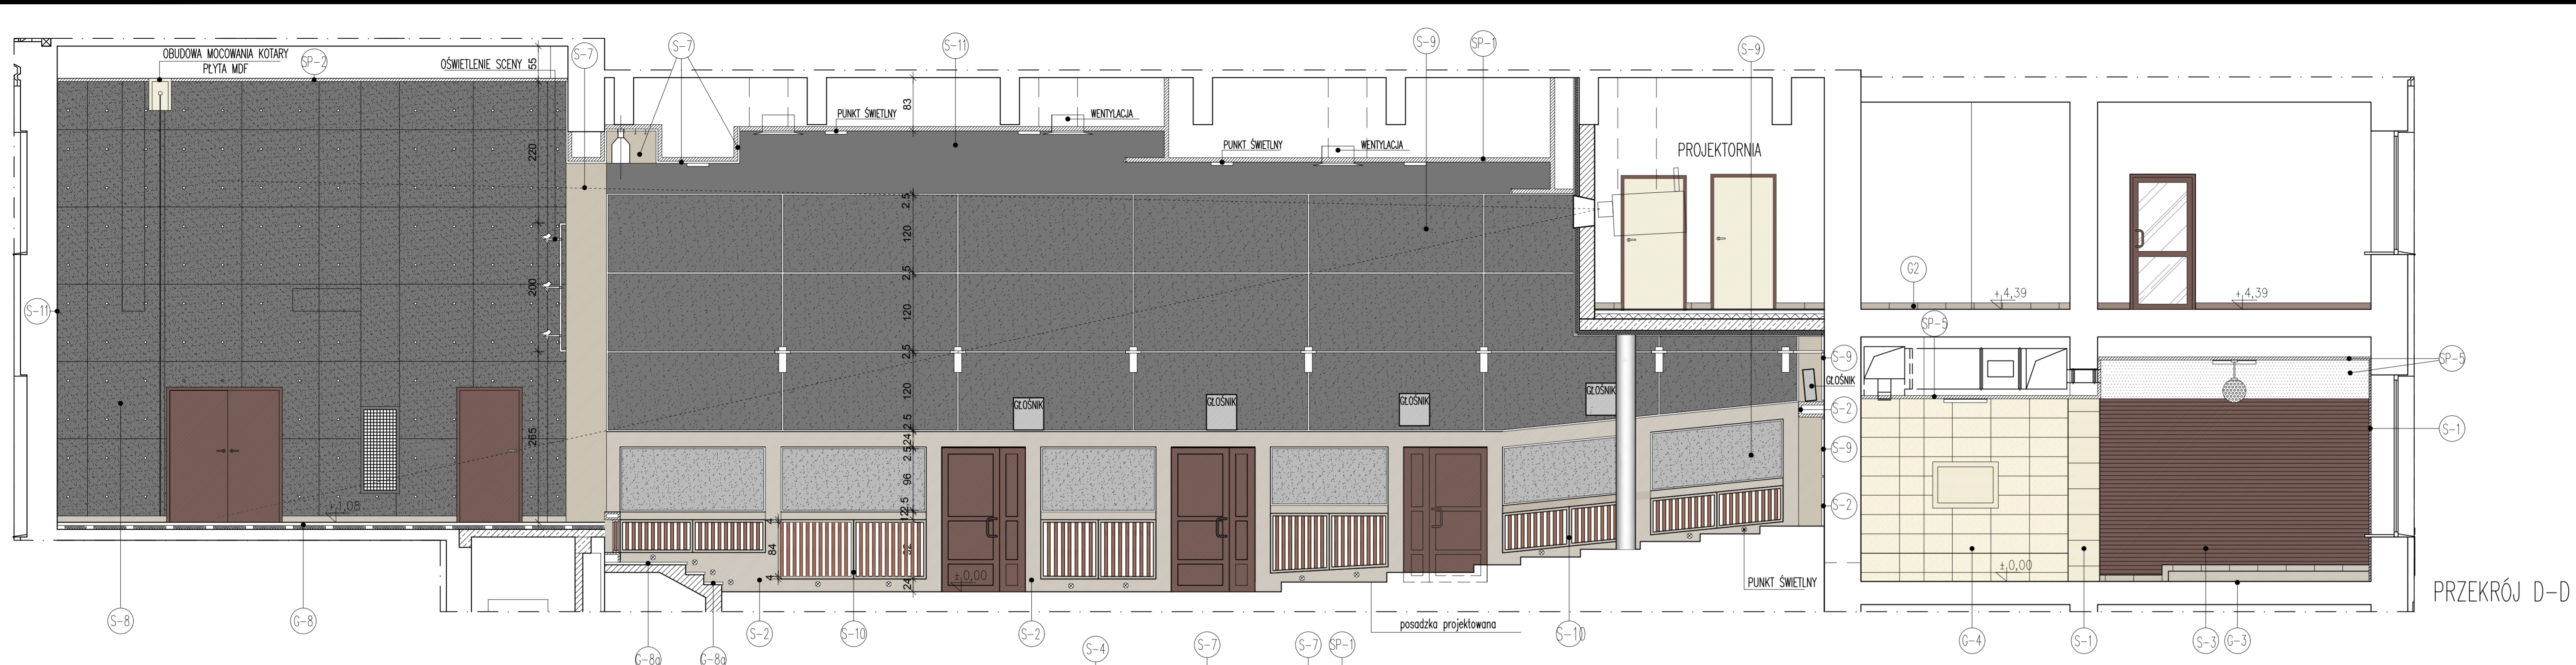 OBUDOWA MOCOWANIA KOTARY
PŁYTA MDF
SP-2
OŚWIETLENIE SCENY
55
S-7
S-7
S-11
S-9
SP-1
S-9
83
PUNKT ŚWIETLNY
WENTYLACJA
PUNKT ŚWIETLNY
WENTYLACJA
PROJEKTORNIA
220
2,5
120
2,5
200
120
2,5
G2
+4,39
+4,39
S-11
SP-5
S-9
SP-5
GŁOŚNIK
120
GŁOŚNIK
GŁOŚNIK
GŁOŚNIK
GŁOŚNIK
S-2
2,5
265
24
S-1
2,5
S-9
96
+1,08
12,5
S-2
4
84
4
24
±0,00
±0,00
PUNKT ŚWIETLNY
PRZEKRÓJ D-D
S-8
G-8
S-2
S-10
S-2
posadzka projektowana
S-10
G-4
S-1
S-3
G-3
G-8a
G-8a
S-4
S-7
S-7
SP-1